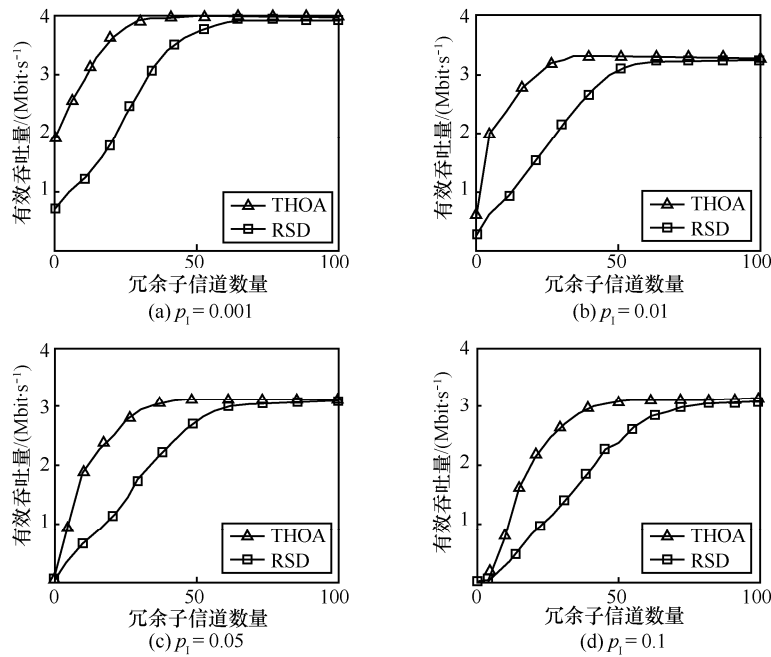 4
3
2
1
有效吞吐量/(Mbit·s⁻¹)
THOA
RSD
0
50
100
冗余子信道数量
(a) p₁ = 0.001
4
3
2
1
有效吞吐量/(Mbit·s⁻¹)
THOA
RSD
0
50
100
冗余子信道数量
(b) p₁ = 0.01
4
3
2
1
有效吞吐量/(Mbit·s⁻¹)
THOA
RSD
0
50
100
冗余子信道数量
(c) p₁ = 0.05
4
3
2
1
有效吞吐量/(Mbit·s⁻¹)
THOA
RSD
0
50
100
冗余子信道数量
(d) p₁ = 0.1